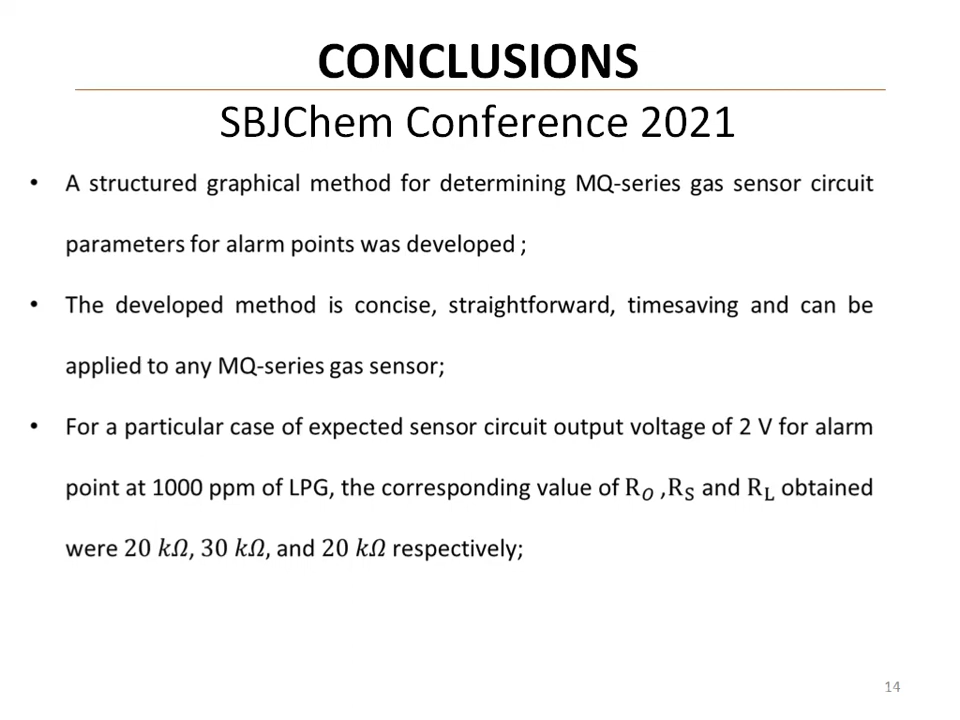 CONCLUSIONS
SBJChem Conference 2021
• A structured graphical method for determining MQ-series gas sensor circuit
parameters for alarm points was developed ;
• The developed method is concise, straightforward, timesaving and can be
applied to any MQ-series gas sensor;
• For a particular case of expected sensor circuit output voltage of 2 V for alarm
point at 1000 ppm of LPG, the corresponding value of R_O ,R_S and R_L obtained
were 20 kΩ, 30 kΩ, and 20 kΩ respectively;
14